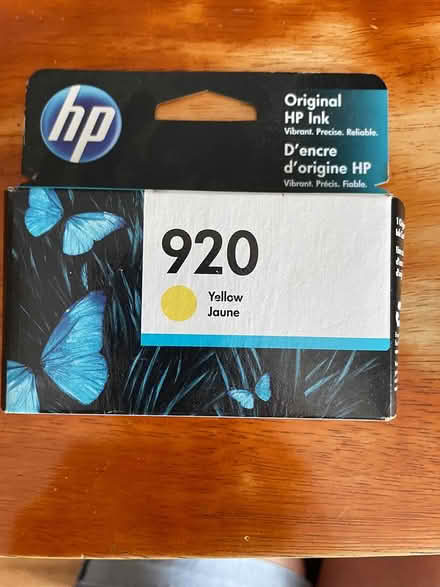 hp
Original
HP Ink
Vibrant. Precise. Reliable.
D'encre
d'origine HP
Vibrant. Précis. Fiable.
920
Yellow
Jaune